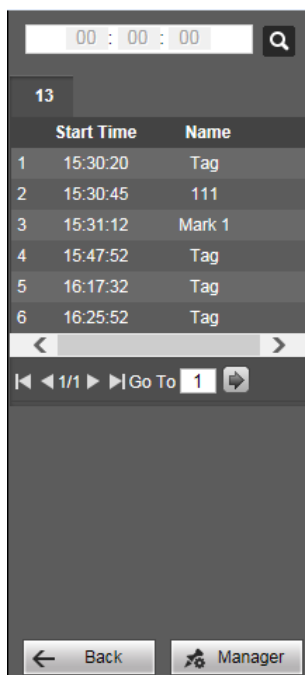 00 : 00 : 00
13
Start Time Name
1 15:30:20 Tag
2 15:30:45 111
3 15:31:12 Mark 1
4 15:47:52 Tag
5 16:17:32 Tag
6 16:25:52 Tag
1/1 Go To 1
Back Manager